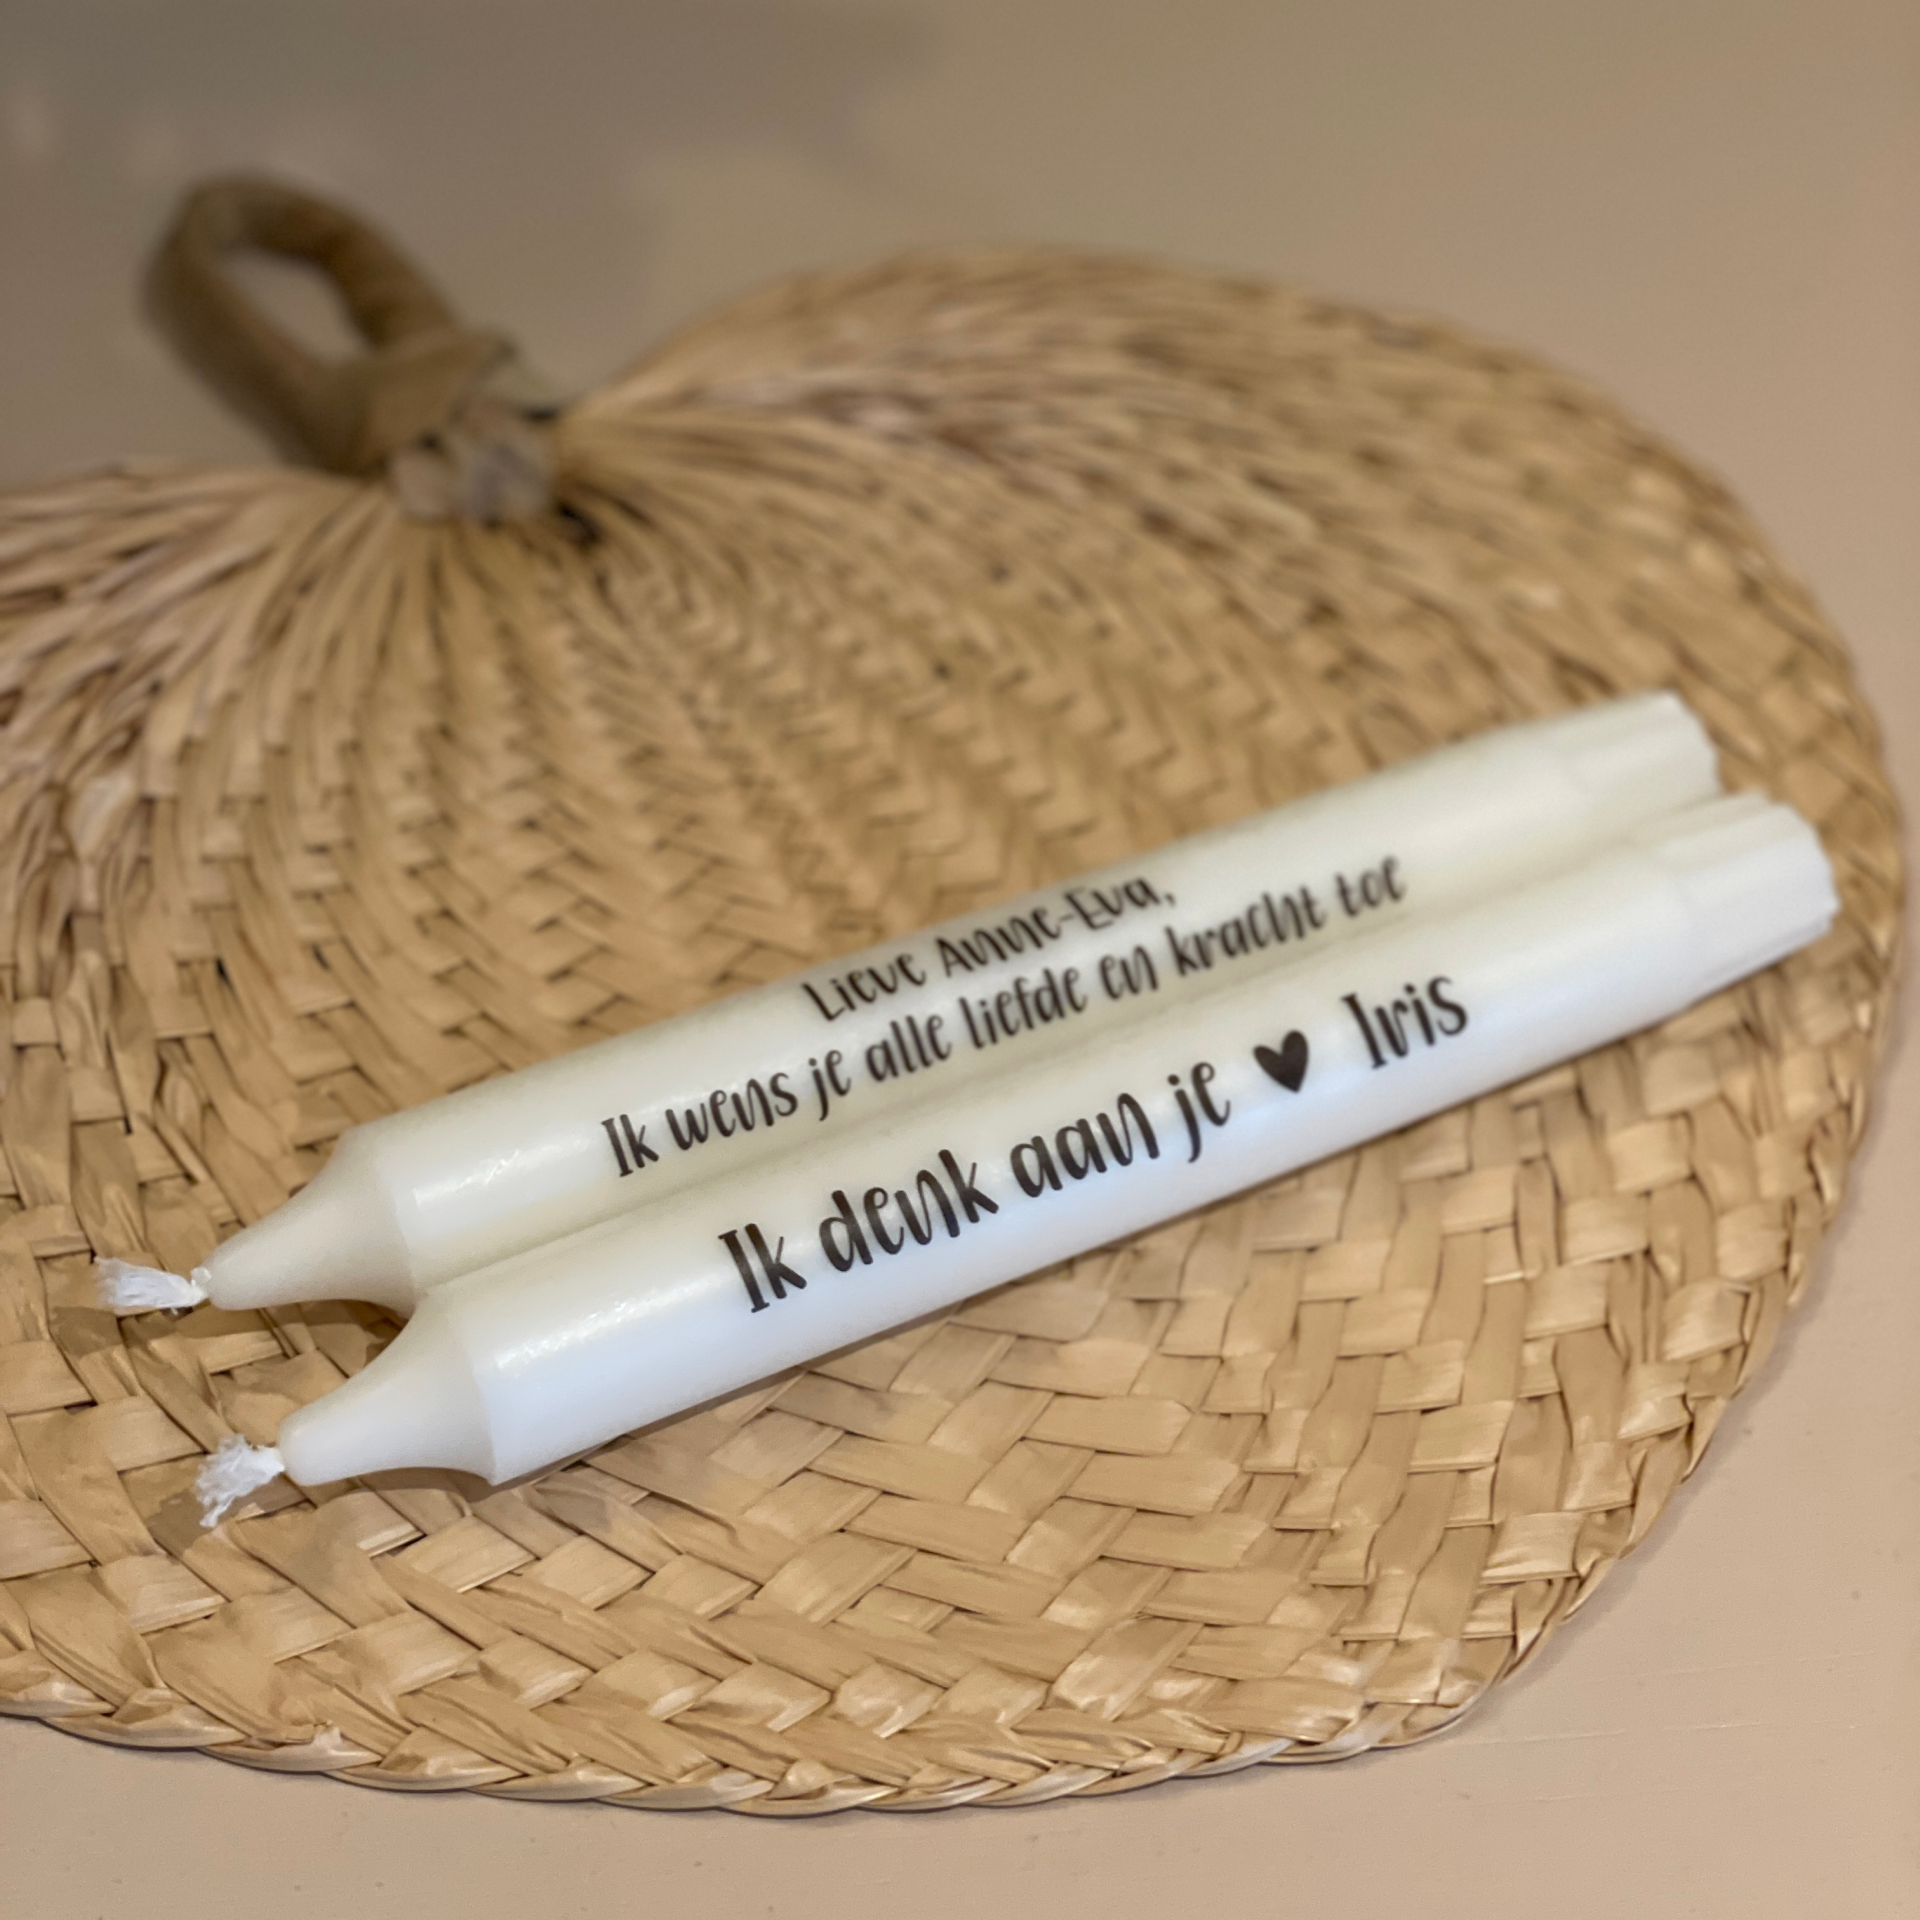 Lieve Anne-Eva,
Ik wens je alle liefde en kracht toe
Ik denk aan je ♥ Iris